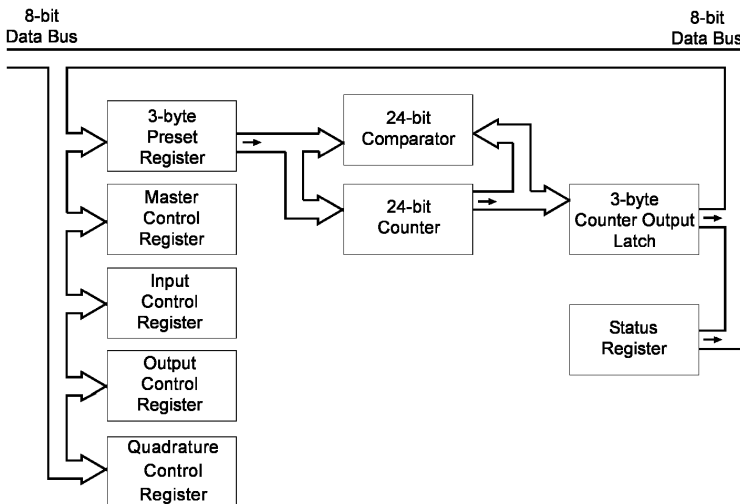 8-bit
Data Bus
8-bit
Data Bus
3-byte
Preset
Register
24-bit
Comparator
Master
Control
Register
24-bit
Counter
3-byte
Counter Output
Latch
Input
Control
Register
Status
Register
Output
Control
Register
Quadrature
Control
Register